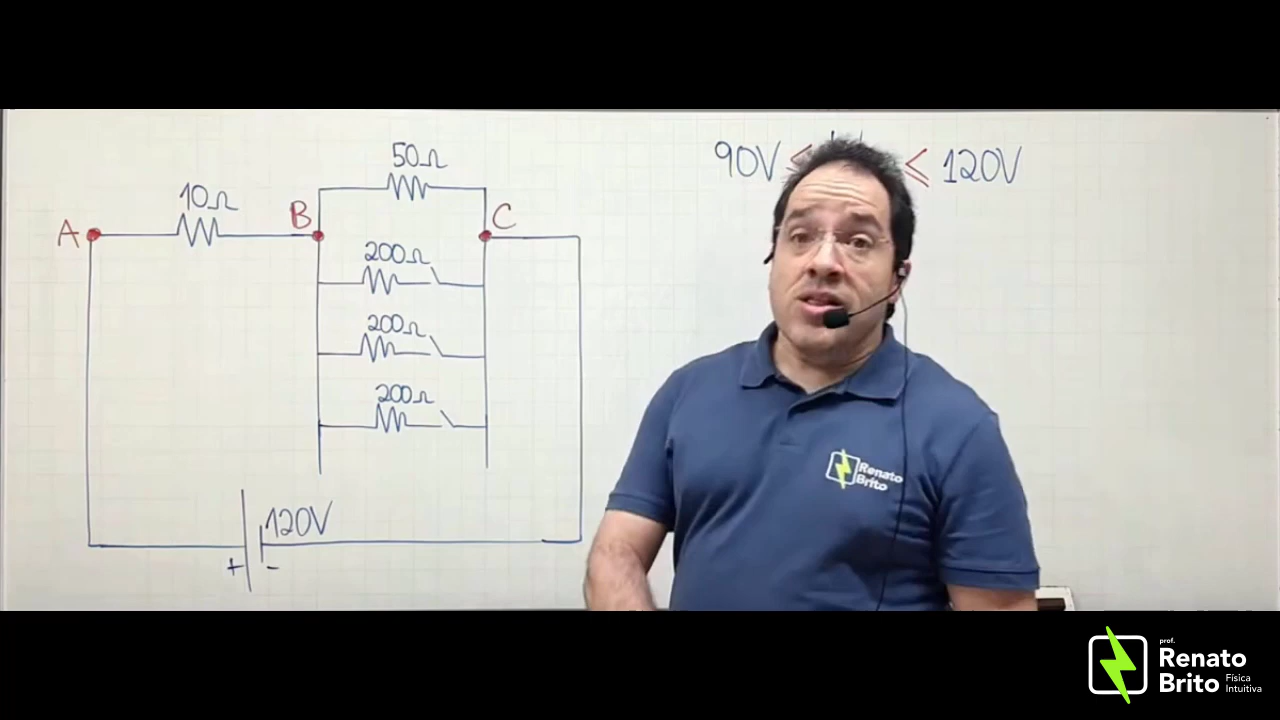 50Ω
90V ≤ ≤ 120V
10Ω
A B C
200Ω
200Ω
200Ω
120V
+ -
Renato
Brito
prof.
Renato
Brito Física
Intuitiva